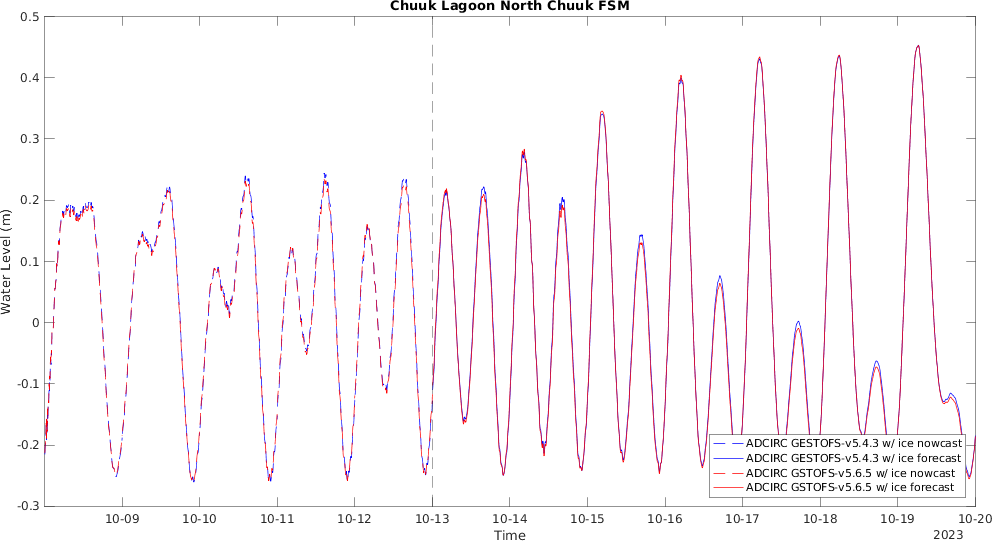 Chuuk Lagoon North Chuuk FSM
0.5
0.4
0.3
0.2
0.1
0
-0.1
-0.2
-0.3
Water Level (m)
ADCIRC GESTOFS-v5.4.3 w/ ice nowcast
ADCIRC GESTOFS-v5.4.3 w/ ice forecast
ADCIRC GSTOFS-v5.6.5 w/ ice nowcast
ADCIRC GSTOFS-v5.6.5 w/ ice forecast
10-09 10-10 10-11 10-12 10-13 10-14 10-15 10-16 10-17 10-18 10-19 10-20
Time
2023